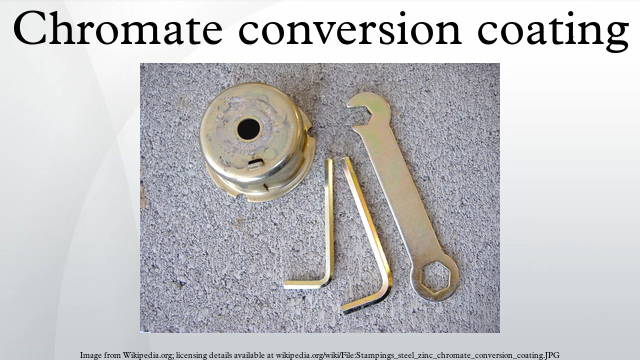 Chromate conversion coating
Image from Wikipedia.org; licensing details available at wikipedia.org/wiki/File:Stampings_steel_zinc_chromate_conversion_coating.JPG